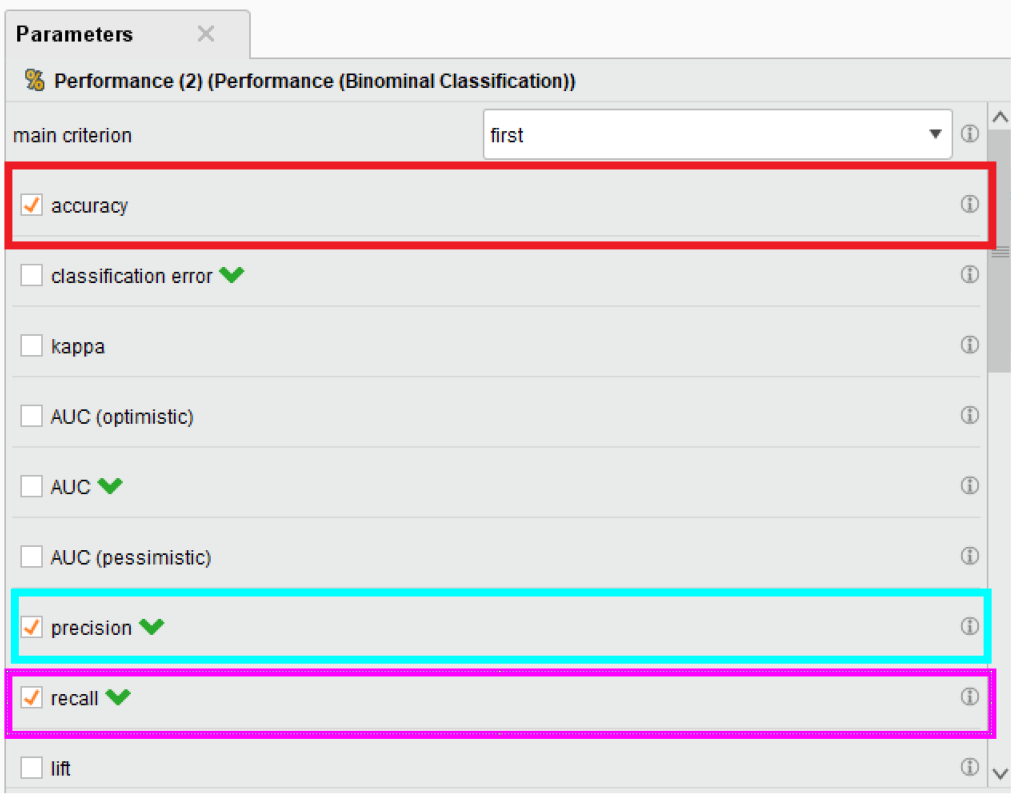 Parameters
Performance (2) (Performance (Binominal Classification))
main criterion first
accuracy
classification error
kappa
AUC (optimistic)
AUC
AUC (pessimistic)
precision
recall
lift